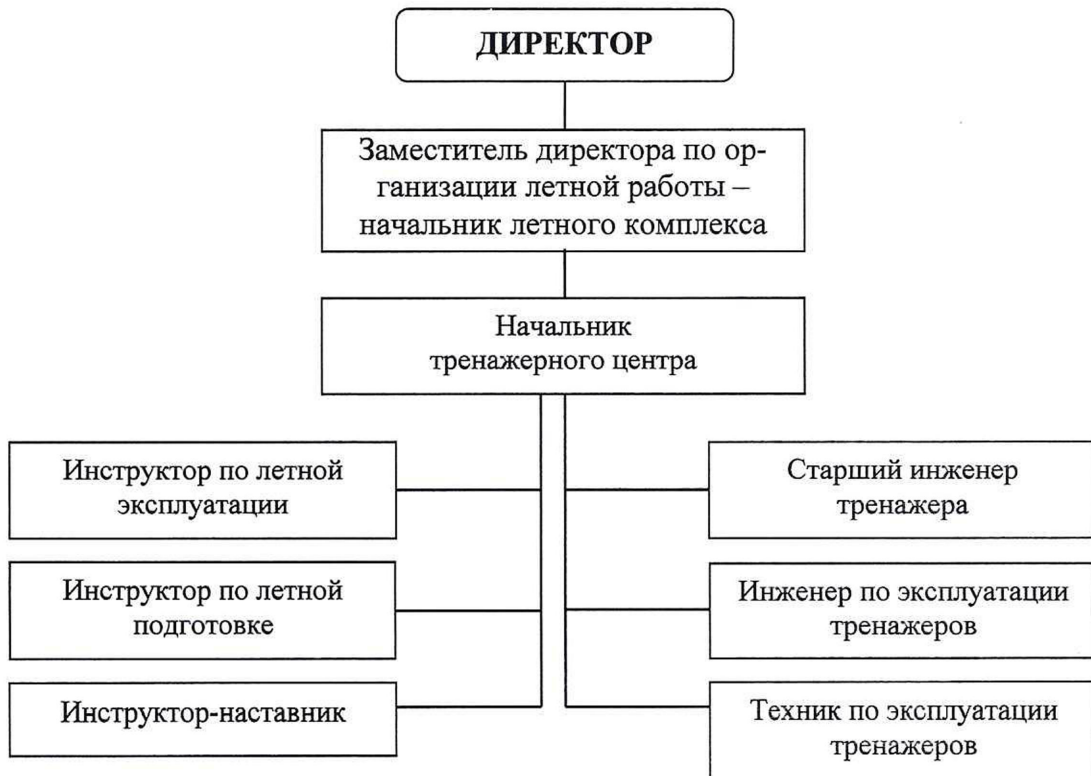 ДИРЕКТОР
Заместитель директора по ор-
ганизации летной работы –
начальник летного комплекса
Начальник
тренажерного центра
Инструктор по летной
эксплуатации
Старший инженер
тренажера
Инструктор по летной
подготовке
Инженер по эксплуатации
тренажеров
Инструктор-наставник
Техник по эксплуатации
тренажеров